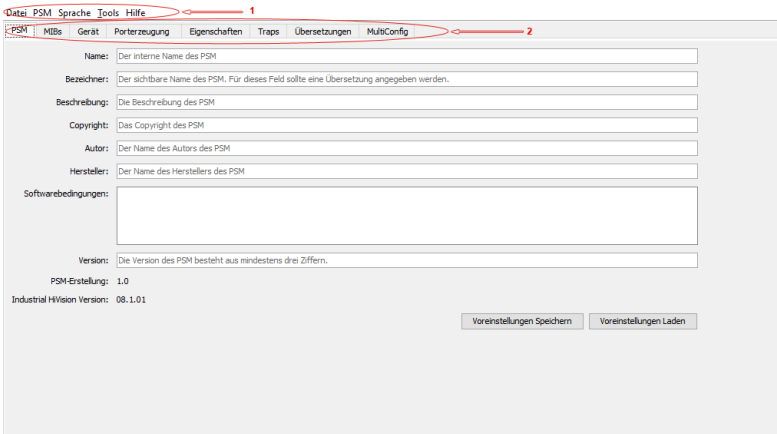 Datei PSM Sprache Tools Hilfe 1
PSM MIBs Gerät Porterzeugung Eigenschaften Traps Übersetzungen MultiConfig 2
Name: Der interne Name des PSM
Bezeichner: Der sichtbare Name des PSM. Für dieses Feld sollte eine Übersetzung angegeben werden.
Beschreibung: Die Beschreibung des PSM
Copyright: Das Copyright des PSM
Autor: Der Name des Autors des PSM
Hersteller: Der Name des Herstellers des PSM
Softwarebedingungen:
Version: Die Version des PSM besteht aus mindestens drei Ziffern.
PSM-Erstellung: 1.0
Industrial HiVision Version: 08.1.01
Voreinstellungen Speichern Voreinstellungen Laden